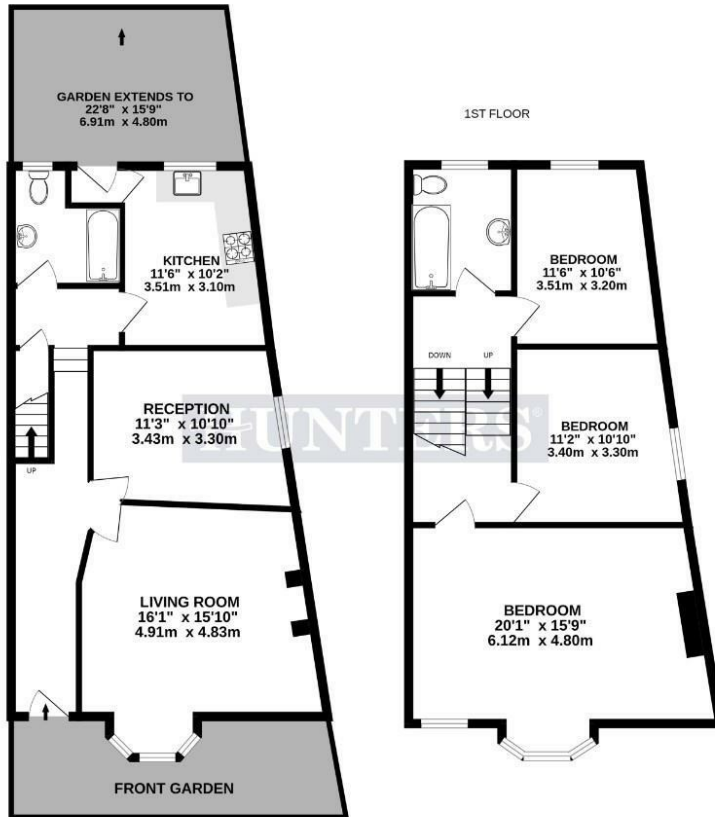 GARDEN EXTENDS TO
22'8" x 15'9"
6.91m x 4.80m
KITCHEN
11'6" x 10'2"
3.51m x 3.10m
RECEPTION
11'3" x 10'10"
3.43m x 3.30m
UP
LIVING ROOM
16'1" x 15'10"
4.91m x 4.83m
FRONT GARDEN
1ST FLOOR
BEDROOM
11'6" x 10'6"
3.51m x 3.20m
DOWN UP
BEDROOM
11'2" x 10'10"
3.40m x 3.30m
BEDROOM
20'1" x 15'9"
6.12m x 4.80m
HUNTERS®